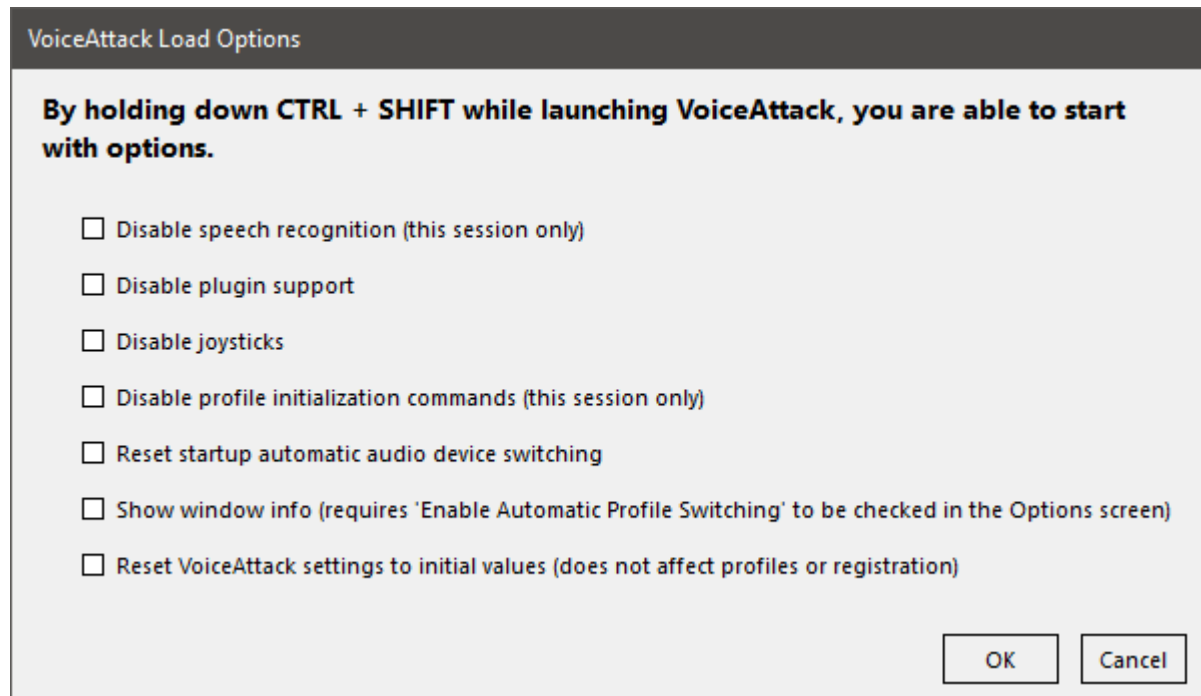 VoiceAttack Load Options
By holding down CTRL + SHIFT while launching VoiceAttack, you are able to start
with options.
Disable speech recognition (this session only)
Disable plugin support
Disable joysticks
Disable profile initialization commands (this session only)
Reset startup automatic audio device switching
Show window info (requires 'Enable Automatic Profile Switching' to be checked in the Options screen)
Reset VoiceAttack settings to initial values (does not affect profiles or registration)
OK Cancel